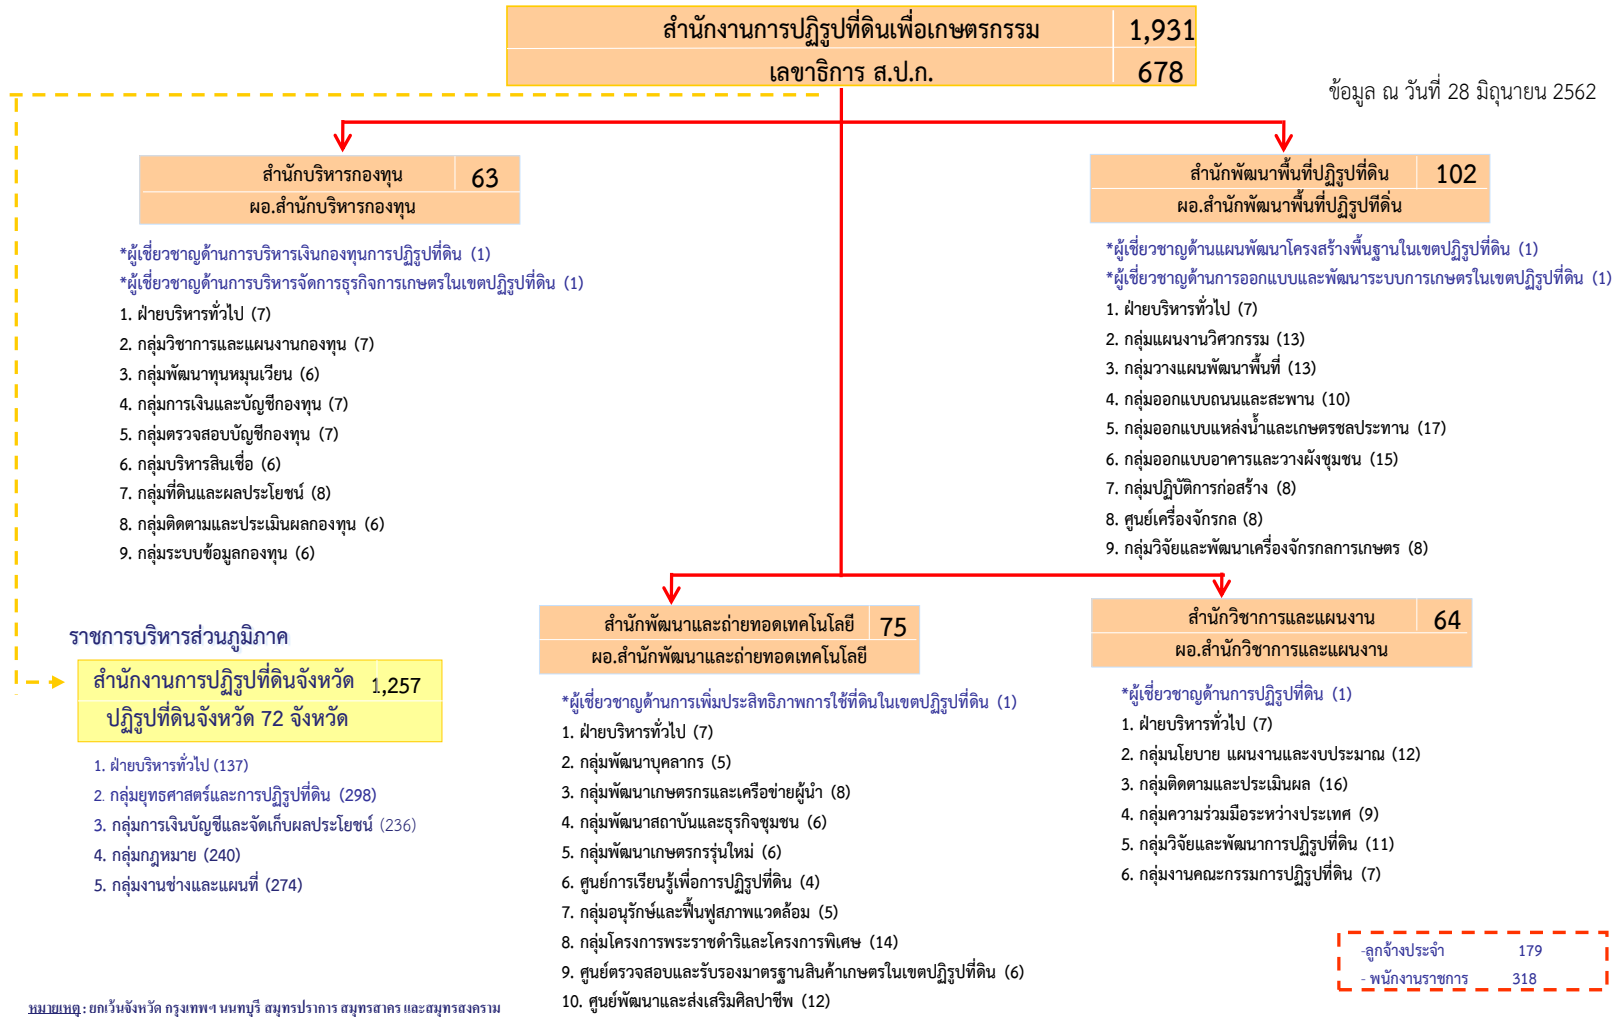 สำนักงานการปฏิรูปที่ดินเพื่อเกษตรกรรม 1,931
เลขาธิการ ส.ป.ก. 678
ข้อมูล ณ วันที่ 28 มิถุนายน 2562
สำนักบริหารกองทุน 63
ผอ.สำนักบริหารกองทุน
*ผู้เชี่ยวชาญด้านการบริหารเงินกองทุนการปฏิรูปที่ดิน (1)
*ผู้เชี่ยวชาญด้านการบริหารจัดการธุรกิจการเกษตรในเขตปฏิรูปที่ดิน (1)
1. ฝ่ายบริหารทั่วไป (7)
2. กลุ่มวิชาการและแผนงานกองทุน (7)
3. กลุ่มพัฒนาทุนหมุนเวียน (6)
4. กลุ่มการเงินและบัญชีกองทุน (7)
5. กลุ่มตรวจสอบบัญชีกองทุน (7)
6. กลุ่มบริหารสินเชื่อ (6)
7. กลุ่มที่ดินและผลประโยชน์ (8)
8. กลุ่มติดตามและประเมินผลกองทุน (6)
9. กลุ่มระบบข้อมูลกองทุน (6)
สำนักพัฒนาพื้นที่ปฏิรูปที่ดิน 102
ผอ.สำนักพัฒนาพื้นที่ปฏิรูปทีดิ่น
*ผู้เชี่ยวชาญด้านแผนพัฒนาโครงสร้างพื้นฐานในเขตปฏิรูปที่ดิน (1)
*ผู้เชี่ยวชาญด้านการออกแบบและพัฒนาระบบการเกษตรในเขตปฏิรูปที่ดิน (1)
1. ฝ่ายบริหารทั่วไป (7)
2. กลุ่มแผนงานวิศวกรรม (13)
3. กลุ่มวางแผนพัฒนาพื้นที่ (13)
4. กลุ่มออกแบบถนนและสะพาน (10)
5. กลุ่มออกแบบแหล่งน้ำและเกษตรชลประทาน (17)
6. กลุ่มออกแบบอาคารและวางผังชุมชน (15)
7. กลุ่มปฏิบัติการก่อสร้าง (8)
8. ศูนย์เครื่องจักรกล (8)
9. กลุ่มวิจัยและพัฒนาเครื่องจักรกลการเกษตร (8)
ราชการบริหารส่วนภูมิภาค
สำนักงานการปฏิรูปที่ดินจังหวัด 1,257
ปฏิรูปที่ดินจังหวัด 72 จังหวัด
1. ฝ่ายบริหารทั่วไป (137)
2. กลุ่มยุทธศาสตร์และการปฏิรูปที่ดิน (298)
3. กลุ่มการเงินบัญชีและจัดเก็บผลประโยชน์ (236)
4. กลุ่มกฎหมาย (240)
5. กลุ่มงานช่างและแผนที่ (274)
สำนักพัฒนาและถ่ายทอดเทคโนโลยี 75
ผอ.สำนักพัฒนาและถ่ายทอดเทคโนโลยี
*ผู้เชี่ยวชาญด้านการเพิ่มประสิทธิภาพการใช้ที่ดินในเขตปฏิรูปที่ดิน (1)
1. ฝ่ายบริหารทั่วไป (7)
2. กลุ่มพัฒนาบุคลากร (5)
3. กลุ่มพัฒนาเกษตรกรและเครือข่ายผู้นำ (8)
4. กลุ่มพัฒนาสถาบันและธุรกิจชุมชน (6)
5. กลุ่มพัฒนาเกษตรกรรุ่นใหม่ (6)
6. ศูนย์การเรียนรู้เพื่อการปฏิรูปที่ดิน (4)
7. กลุ่มอนุรักษ์และฟื้นฟูสภาพแวดล้อม (5)
8. กลุ่มโครงการพระราชดำริและโครงการพิเศษ (14)
9. ศูนย์ตรวจสอบและรับรองมาตรฐานสินค้าเกษตรในเขตปฏิรูปที่ดิน (6)
10. ศูนย์พัฒนาและส่งเสริมศิลปาชีพ (12)
สำนักวิชาการและแผนงาน 64
ผอ.สำนักวิชาการและแผนงาน
*ผู้เชี่ยวชาญด้านการปฏิรูปที่ดิน (1)
1. ฝ่ายบริหารทั่วไป (7)
2. กลุ่มนโยบาย แผนงานและงบประมาณ (12)
3. กลุ่มติดตามและประเมินผล (16)
4. กลุ่มความร่วมมือระหว่างประเทศ (9)
5. กลุ่มวิจัยและพัฒนาการปฏิรูปที่ดิน (11)
6. กลุ่มงานคณะกรรมการปฏิรูปที่ดิน (7)
-ลูกจ้างประจำ 179
- พนักงานราชการ 318
หมายเหตุ : ยกเว้นจังหวัด กรุงเทพฯ นนทบุรี สมุทรปราการ สมุทรสาคร และสมุทรสงคราม